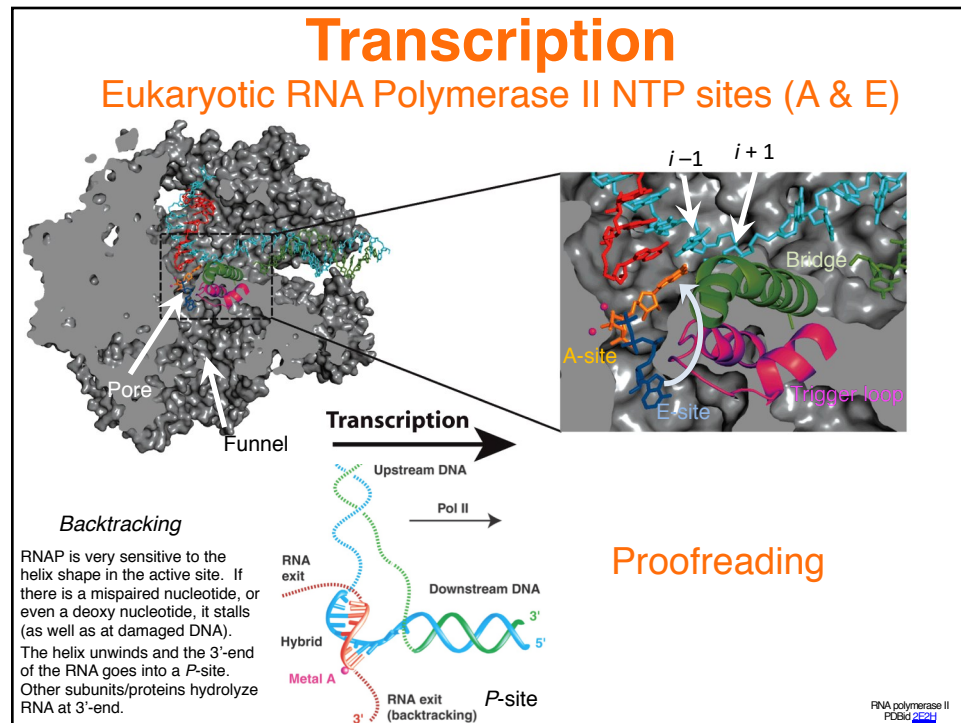 Transcription
Eukaryotic RNA Polymerase II NTP sites (A & E)
i –1
i + 1
Bridge
A-site
E-site
Trigger loop
Pore
Funnel
Transcription
Upstream DNA
Pol II
RNA
exit
Downstream DNA
3'
5'
Hybrid
Metal A
3'
RNA exit
(backtracking)
P-site
Backtracking
RNAP is very sensitive to the
helix shape in the active site.  If
there is a mispaired nucleotide, or
even a deoxy nucleotide, it stalls
(as well as at damaged DNA).
The helix unwinds and the 3'-end
of the RNA goes into a P-site.
Other subunits/proteins hydrolyze
RNA at 3'-end.
Proofreading
RNA polymerase II
PDBid 2E2H